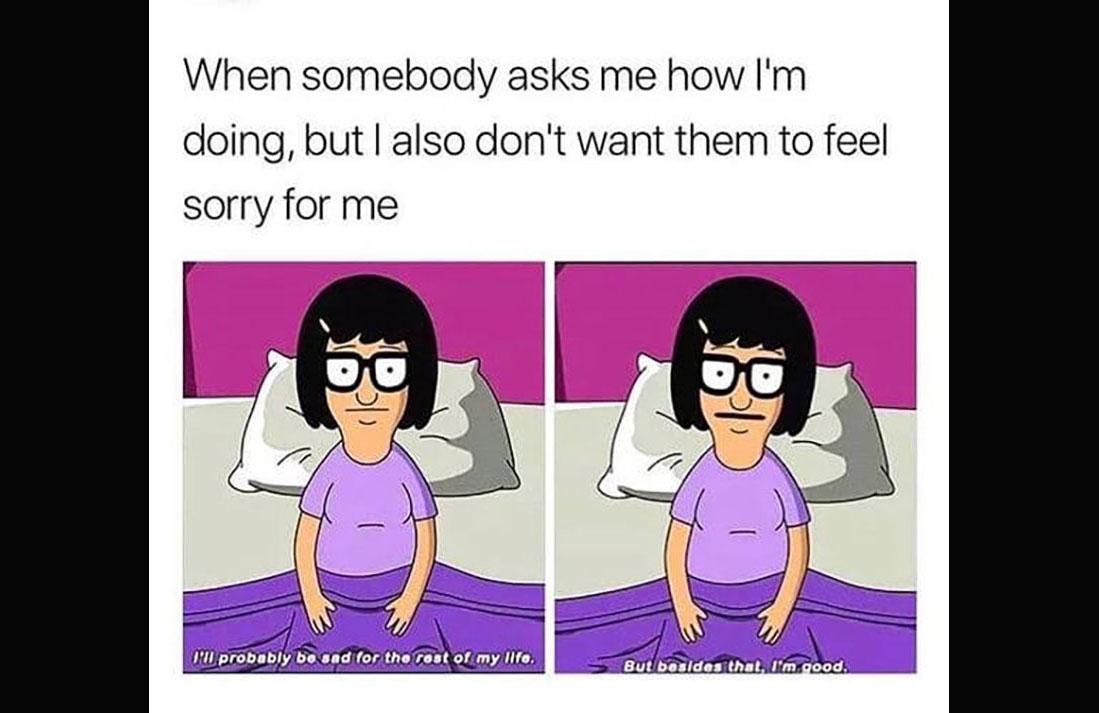 When somebody asks me how I'm
doing, but I also don't want them to feel
sorry for me
I'll probably be sad for the rest of my life.
But besides that, I'm good.